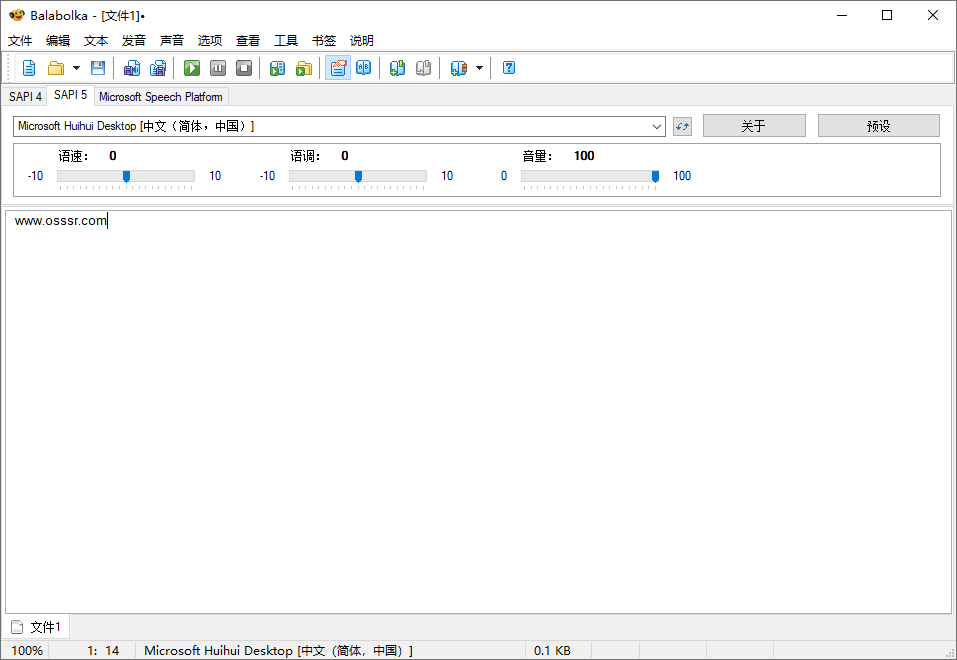 Balabolka - [文件1]•
文件 编辑 文本 发音 声音 选项 查看 工具 书签 说明
SAPI 4 SAPI 5 Microsoft Speech Platform
Microsoft Huihui Desktop [中文（简体，中国）] 关于 预设
语速： 0 语调： 0 音量： 100
-10 10 -10 10 0 100
www.osssr.com
文件1
100% 1: 14 Microsoft Huihui Desktop [中文（简体，中国）] 0.1 KB